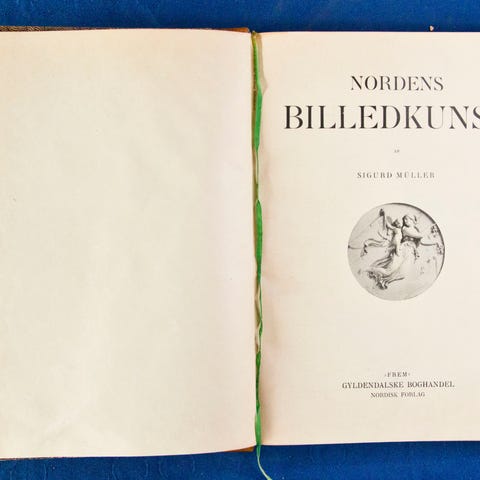 NORDENS
BILLEDKUNS
AF
SIGURD MÜLLER
›FREM‹
GYLDENDALSKE BOGHANDEL
NORDISK FORLAG